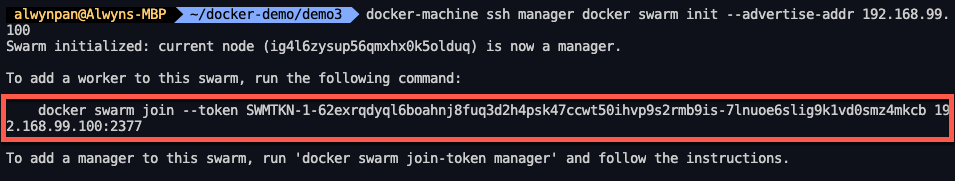 alwynpan@Alwyns-MBP ~/docker-demo/demo3 docker-machine ssh manager docker swarm init --advertise-addr 192.168.99.
100
Swarm initialized: current node (ig4l6zysup56qmxhx0k5olduq) is now a manager.
To add a worker to this swarm, run the following command:
docker swarm join --token SWMTKN-1-62exrqdyql6boahnj8fuq3d2h4psk47ccwt50ihvp9s2rmb9is-7lnuoe6slig9k1vd0smz4mkcb 19
2.168.99.100:2377
To add a manager to this swarm, run 'docker swarm join-token manager' and follow the instructions.